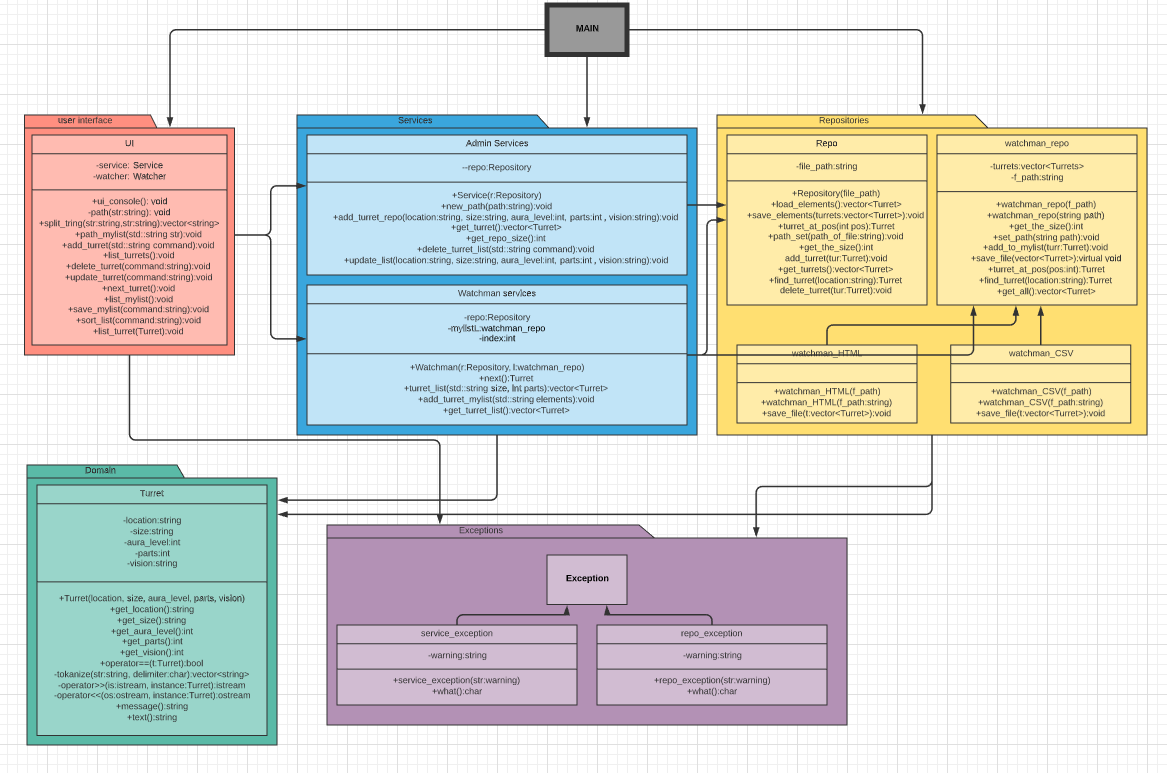 MAIN
user interface
UI
-service: Service
-watcher: Watcher
+ui_console(): void
-path(str:string): void
+split_tring(str:string,str:string):vector<string>
+path_mylist(std::string str):void
+add_turret(std::string command):void
+list_turrets():void
+delete_turret(command:string):void
+update_turret(command:string):void
+next_turret():void
+list_mylist():void
+save_mylist(command:string):void
+sort_list(command:string):void
+list_turret(Turret):void
Services
Admin Services
--repo:Repository
+Service(r:Repository)
+new_path(path:string):void
+add_turret_repo(location:string, size:string, aura_level:int, parts:int , vision:string):void
+get_turret():vector<Turret>
+get_repo_size():int
+delete_turret_list(std::string command):void
+update_list(location:string, size:string, aura_level:int, parts:int , vision:string):void
Watchman services
-repo:Repository
-mylistL:watchman_repo
-index:int
+Watchman(r:Repository, l:watchman_repo)
+next():Turret
+turret_list(std::string size, int parts):vector<Turret>
+add_turret_mylist(std::string elements):void
+get_turret_list():vector<Turret>
Repositories
Repo
-file_path:string
+Repository(file_path)
+load_elements():vector<Turret>
+save_elements(turrets:vector<Turret>):void
+turret_at_pos(int pos):Turret
+path_set(path_of_file:string):void
+get_the_size():int
add_turret(tur:Turret):void
+get_turrets():vector<Turret>
+find_turret(location:string):Turret
delete_turret(tur:Turret):void
watchman_repo
-turrets:vector<Turrets>
-f_path:string
+watchman_repo(f_path)
+watchman_repo(string path)
+get_the_size():int
+set_path(string path):void
+add_to_mylist(turr:Turret):void
+save_file(vector<Turret>):virtual void
+turret_at_pos(pos:int):Turret
+find_turret(location:string):Turret
+get_all():vector<Turret>
watchman_HTML
+watchman_HTML(f_path)
+watchman_HTML(f_path:string)
+save_file(t:vector<Turret>):void
watchman_CSV
+watchman_CSV(f_path)
+watchman_CSV(f_path:string)
+save_file(t:vector<Turret>):void
Domain
Turret
-location:string
-size:string
-aura_level:int
-parts:int
-vision:string
+Turret(location, size, aura_level, parts, vision)
+get_location():string
+get_size():string
+get_aura_level():int
+get_parts():int
+get_vision():int
+operator==(t:Turret):bool
-tokanize(str:string, delimiter:char):vector<string>
-operator>>(is:istream, instance:Turret):istream
-operator<<(os:ostream, instance:Turret):ostream
+message():string
+text():string
Exceptions
Exception
service_exception
-warning:string
+service_exception(str:warning)
+what():char
repo_exception
-warning:string
+repo_exception(str:warning)
+what():char